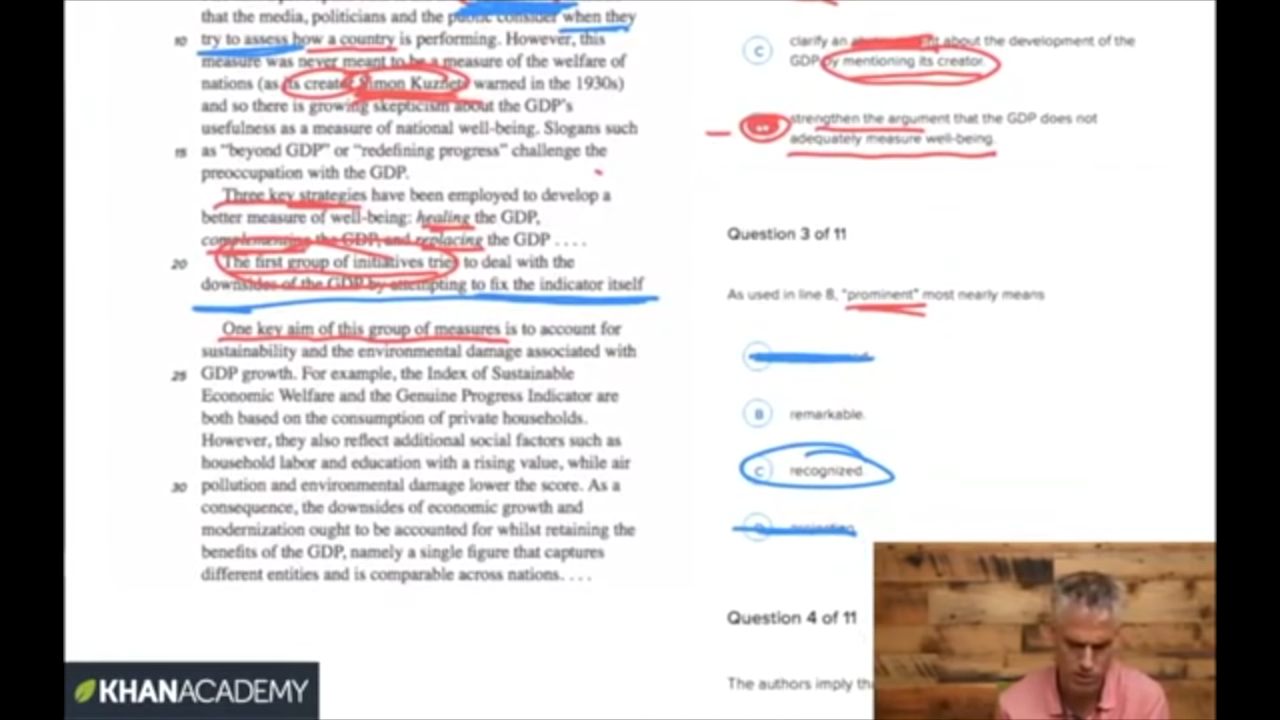 that the media, politicians and the public consider when they
10 try to assess how a country is performing. However, this
measure was never meant to be a measure of the welfare of
nations (as its creator Simon Kuznets warned in the 1930s)
and so there is growing skepticism about the GDP's
usefulness as a measure of national well-being. Slogans such
15 as "beyond GDP" or "redefining progress" challenge the
preoccupation with the GDP.
Three key strategies have been employed to develop a
better measure of well-being: healing the GDP,
complementing the GDP, and replacing the GDP . . . .
20 The first group of initiatives tries to deal with the
downsides of the GDP by attempting to fix the indicator itself
One key aim of this group of measures is to account for
sustainability and the environmental damage associated with
25 GDP growth. For example, the Index of Sustainable
Economic Welfare and the Genuine Progress Indicator are
both based on the consumption of private households.
However, they also reflect additional social factors such as
household labor and education with a rising value, while air
30 pollution and environmental damage lower the score. As a
consequence, the downsides of economic growth and
modernization ought to be accounted for whilst retaining the
benefits of the GDP, namely a single figure that captures
different entities and is comparable across nations. . . .
C clarify an about the development of the
GDP by mentioning its creator.
strengthen the argument that the GDP does not
adequately measure well-being.
Question 3 of 11
As used in line 8, "prominent" most nearly means
B remarkable.
C recognized.
Question 4 of 11
The authors imply
KHANACADEMY